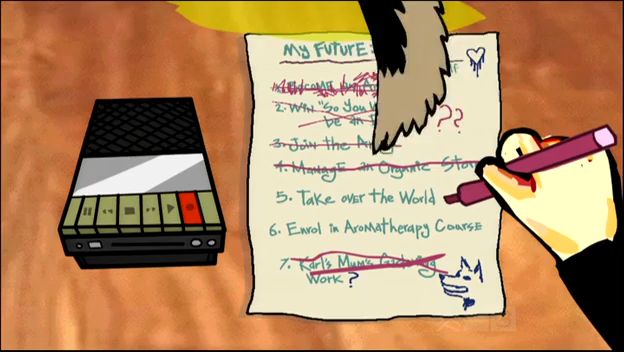 My FuturE:
2. Win "So You W
be an
3. Join the
4. ManagE an Organic
5. Take over the World
6. Enrol in AromatherApy CoursE
7. Karl's Mum's
Work?
??